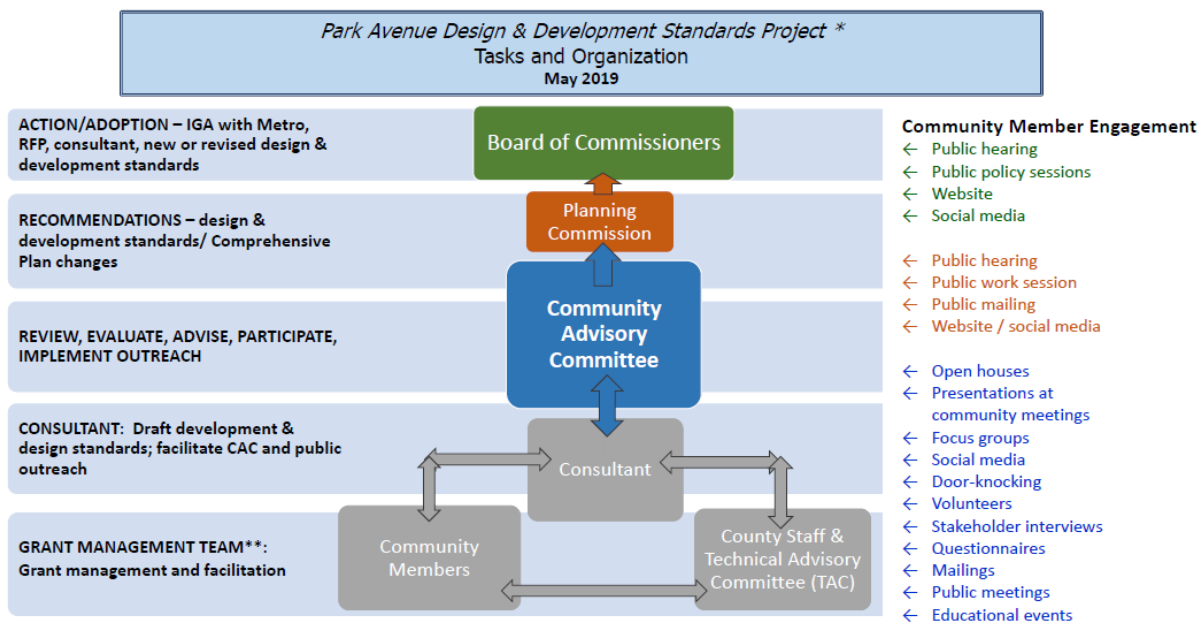 Park Avenue Design & Development Standards Project *
Tasks and Organization
May 2019
ACTION/ADOPTION – IGA with Metro,
RFP, consultant, new or revised design &
development standards
Board of Commissioners
RECOMMENDATIONS – design &
development standards/ Comprehensive
Plan changes
Planning
Commission
REVIEW, EVALUATE, ADVISE, PARTICIPATE,
IMPLEMENT OUTREACH
Community
Advisory
Committee
CONSULTANT:  Draft development &
design standards; facilitate CAC and public
outreach
Consultant
GRANT MANAGEMENT TEAM**:
Grant management and facilitation
Community
Members
County Staff &
Technical Advisory
Committee (TAC)
Community Member Engagement
← Public hearing
← Public policy sessions
← Website
← Social media
← Public hearing
← Public work session
← Public mailing
← Website / social media
← Open houses
← Presentations at
community meetings
← Focus groups
← Social media
← Door-knocking
← Volunteers
← Stakeholder interviews
← Questionnaires
← Mailings
← Public meetings
← Educational events